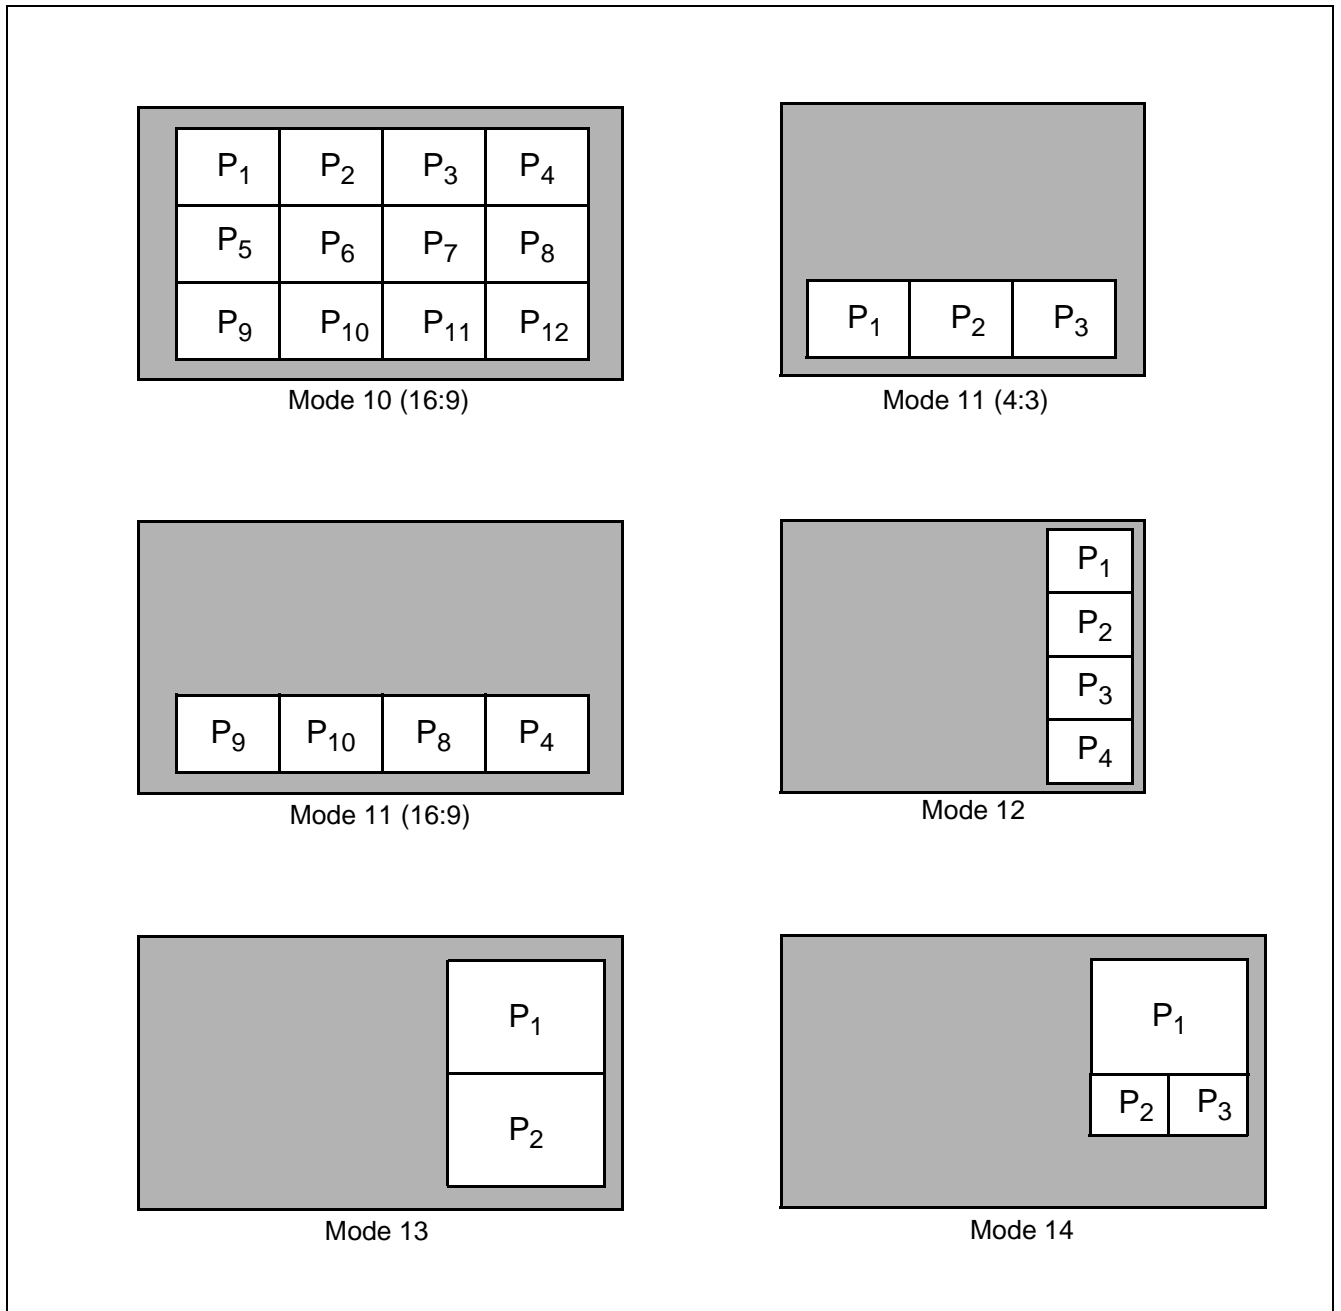 P1 P2 P3 P4
P5 P6 P7 P8
P9 P10 P11 P12
Mode 10 (16:9)
P1 P2 P3
Mode 11 (4:3)
P9 P10 P8 P4
Mode 11 (16:9)
P1
P2
P3
P4
Mode 12
P1
P2
Mode 13
P1
P2 P3
Mode 14